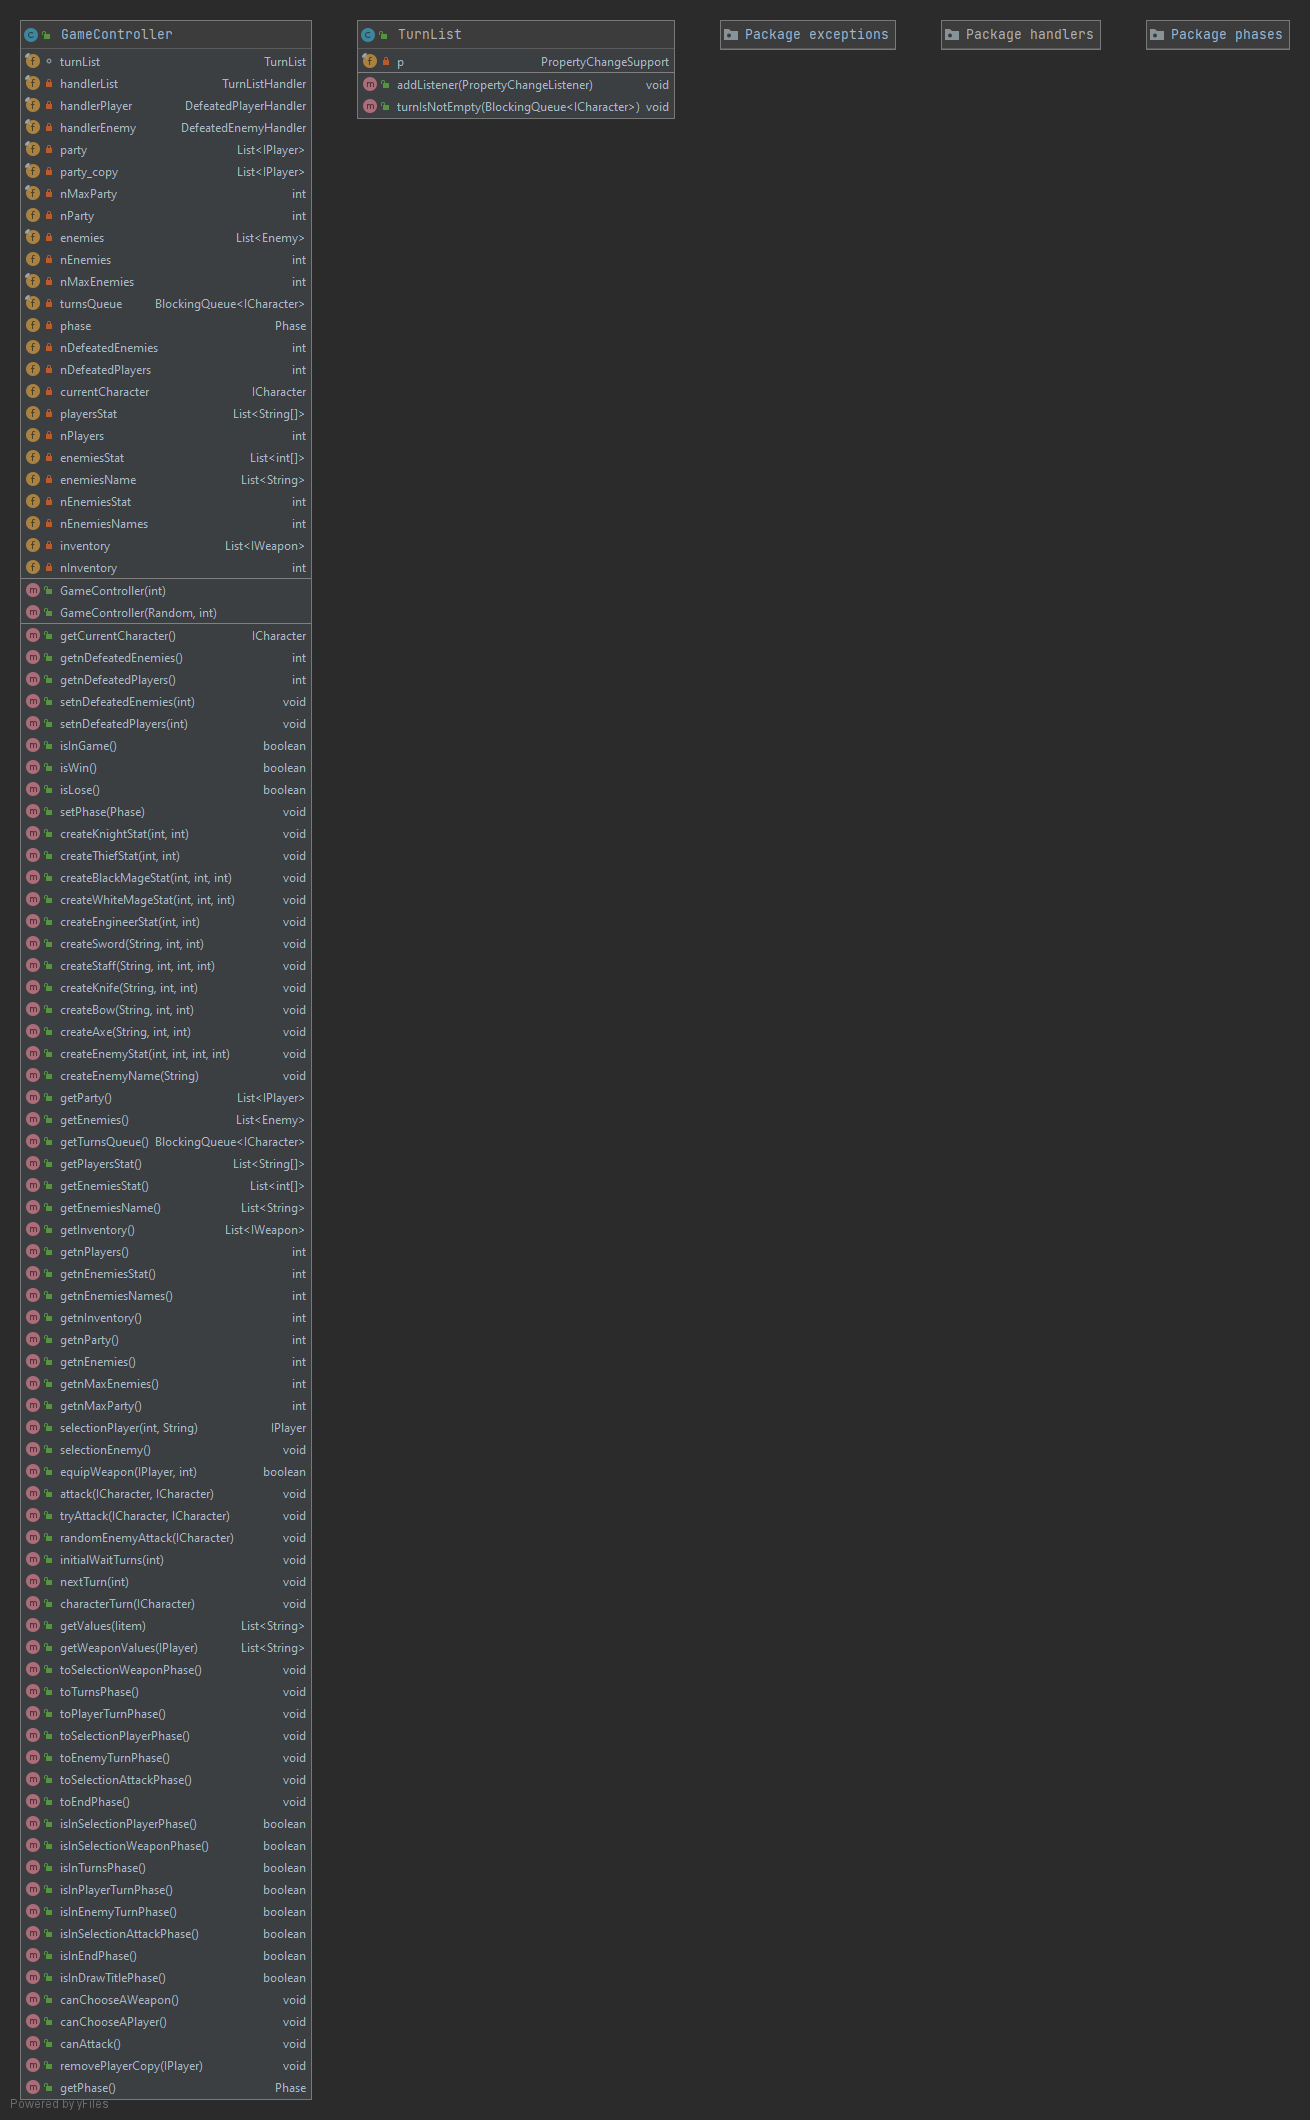 GameController
turnList TurnList
handlerList TurnListHandler
handlerPlayer DefeatedPlayerHandler
handlerEnemy DefeatedEnemyHandler
party List<IPlayer>
party_copy List<IPlayer>
nMaxParty int
nParty int
enemies List<Enemy>
nEnemies int
nMaxEnemies int
turnsQueue BlockingQueue<ICharacter>
phase Phase
nDefeatedEnemies int
nDefeatedPlayers int
currentCharacter ICharacter
playersStat List<String[]>
nPlayers int
enemiesStat List<int[]>
enemiesName List<String>
nEnemiesStat int
nEnemiesNames int
inventory List<IWeapon>
nInventory int
GameController(int)
GameController(Random, int)
getCurrentCharacter() ICharacter
getnDefeatedEnemies() int
getnDefeatedPlayers() int
setnDefeatedEnemies(int) void
setnDefeatedPlayers(int) void
isInGame() boolean
isWin() boolean
isLose() boolean
setPhase(Phase) void
createKnightStat(int, int) void
createThiefStat(int, int) void
createBlackMageStat(int, int, int) void
createWhiteMageStat(int, int, int) void
createEngineerStat(int, int) void
createSword(String, int, int) void
createStaff(String, int, int, int) void
createKnife(String, int, int) void
createBow(String, int, int) void
createAxe(String, int, int) void
createEnemyStat(int, int, int, int) void
createEnemyName(String) void
getParty() List<IPlayer>
getEnemies() List<Enemy>
getTurnsQueue() BlockingQueue<ICharacter>
getPlayersStat() List<String[]>
getEnemiesStat() List<int[]>
getEnemiesName() List<String>
getInventory() List<IWeapon>
getnPlayers() int
getnEnemiesStat() int
getnEnemiesNames() int
getnInventory() int
getnParty() int
getnEnemies() int
getnMaxEnemies() int
getnMaxParty() int
selectionPlayer(int, String) IPlayer
selectionEnemy() void
equipWeapon(IPlayer, int) boolean
attack(ICharacter, ICharacter) void
tryAttack(ICharacter, ICharacter) void
randomEnemyAttack(ICharacter) void
initialWaitTurns(int) void
nextTurn(int) void
characterTurn(ICharacter) void
getValues(Iitem) List<String>
getWeaponValues(IPlayer) List<String>
toSelectionWeaponPhase() void
toTurnsPhase() void
toPlayerTurnPhase() void
toSelectionPlayerPhase() void
toEnemyTurnPhase() void
toSelectionAttackPhase() void
toEndPhase() void
isInSelectionPlayerPhase() boolean
isInSelectionWeaponPhase() boolean
isInTurnsPhase() boolean
isInPlayerTurnPhase() boolean
isInEnemyTurnPhase() boolean
isInSelectionAttackPhase() boolean
isInEndPhase() boolean
isInDrawTitlePhase() boolean
canChooseAWeapon() void
canChooseAPlayer() void
canAttack() void
removePlayerCopy(IPlayer) void
getPhase() Phase
TurnList
p PropertyChangeSupport
addListener(PropertyChangeListener) void
turnIsNotEmpty(BlockingQueue<ICharacter>) void
Package exceptions
Package handlers
Package phases
Powered by yFiles